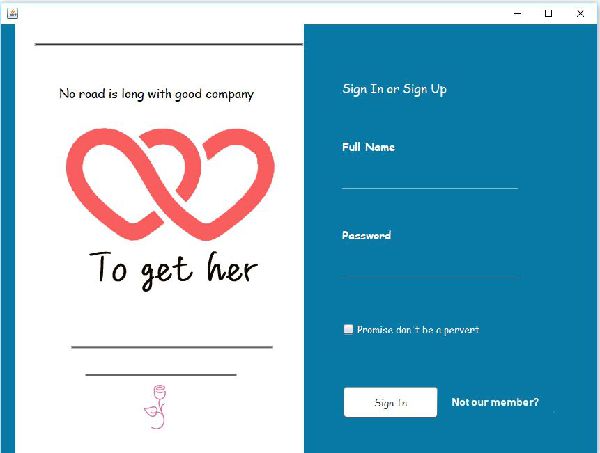 No road is long with good company
To get her
Sign In or Sign Up
Full Name
Password
Promise don't be a pervert
Sign In
Not our member?